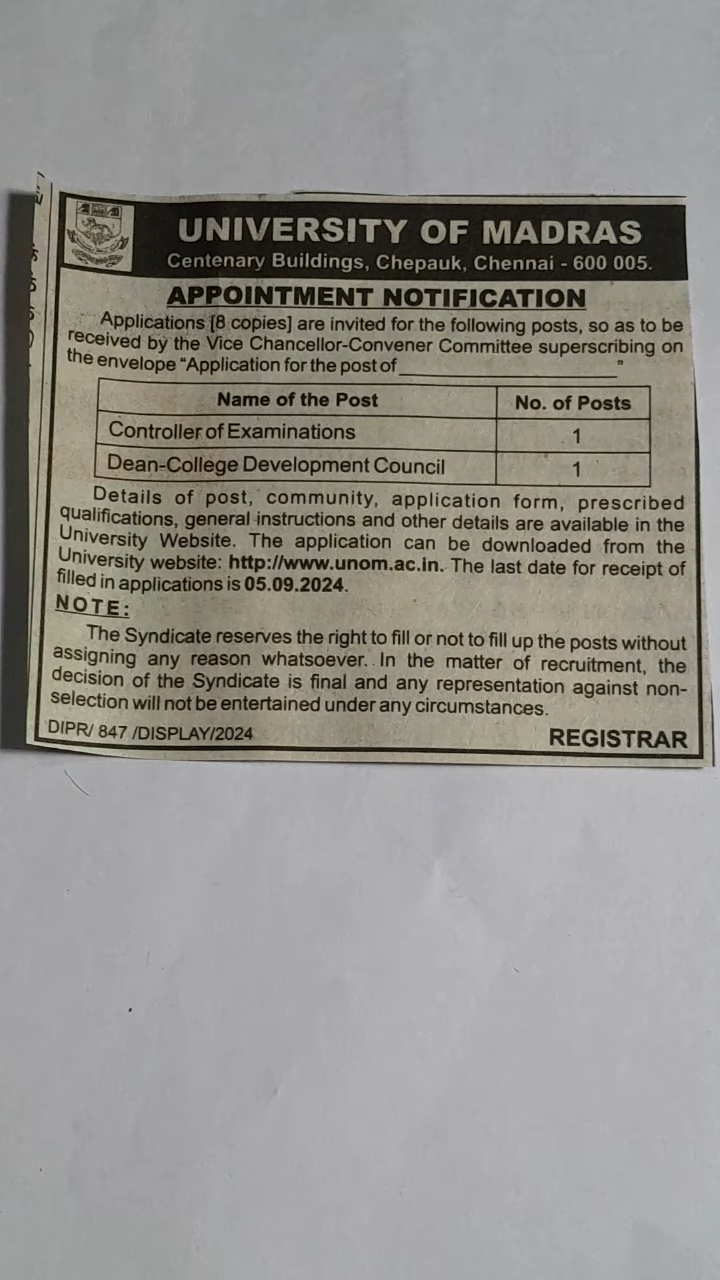 UNIVERSITY OF MADRAS
Centenary Buildings, Chepauk, Chennai - 600 005.
APPOINTMENT NOTIFICATION
Applications [8 copies] are invited for the following posts, so as to be
received by the Vice Chancellor-Convener Committee superscribing on
the envelope “Application for the post of ____________________ ”
Name of the Post No. of Posts
Controller of Examinations 1
Dean-College Development Council 1
Details of post, community, application form, prescribed
qualifications, general instructions and other details are available in the
University Website. The application can be downloaded from the
University website: http://www.unom.ac.in. The last date for receipt of
filled in applications is 05.09.2024.
NOTE:
The Syndicate reserves the right to fill or not to fill up the posts without
assigning any reason whatsoever. In the matter of recruitment, the
decision of the Syndicate is final and any representation against non-
selection will not be entertained under any circumstances.
DIPR/ 847 /DISPLAY/2024 REGISTRAR